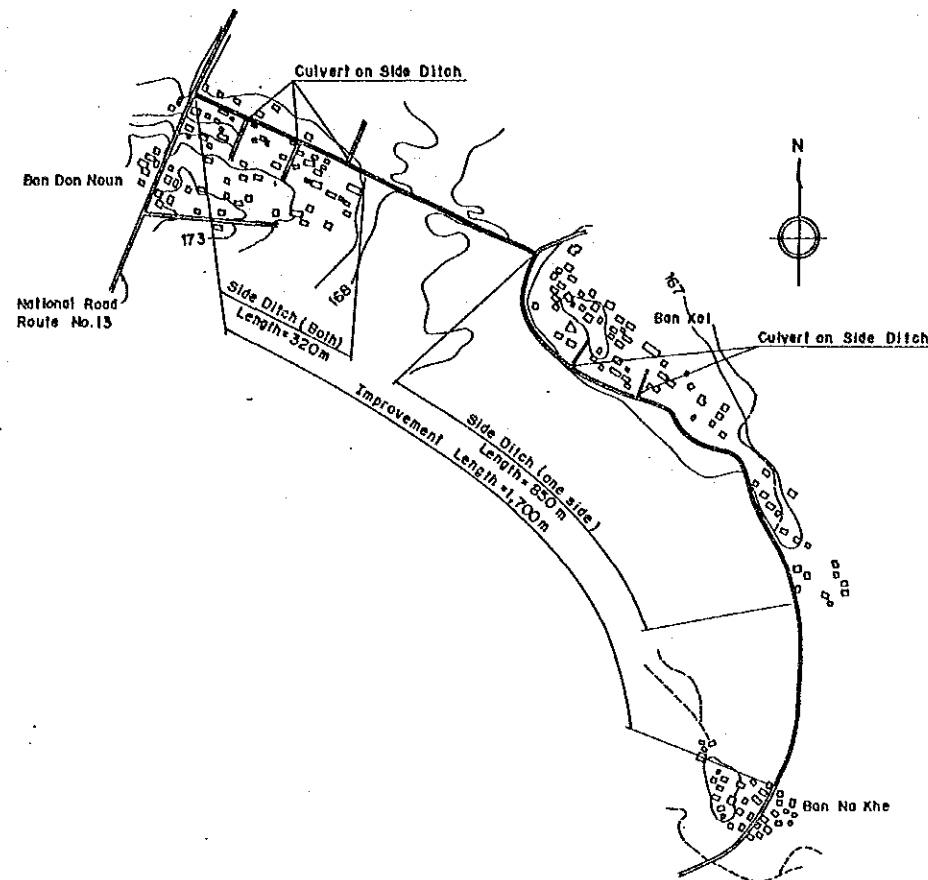 Culvert on Side Ditch
N
Ban Don Noun
173
168
National Road
Route No.13
Side Ditch (Both)
Length=320m
167
Ban Xai
Culvert on Side Ditch
Side Ditch (one side)
Length=850 m
Improvement Length=1,700m
Ban Na Khe